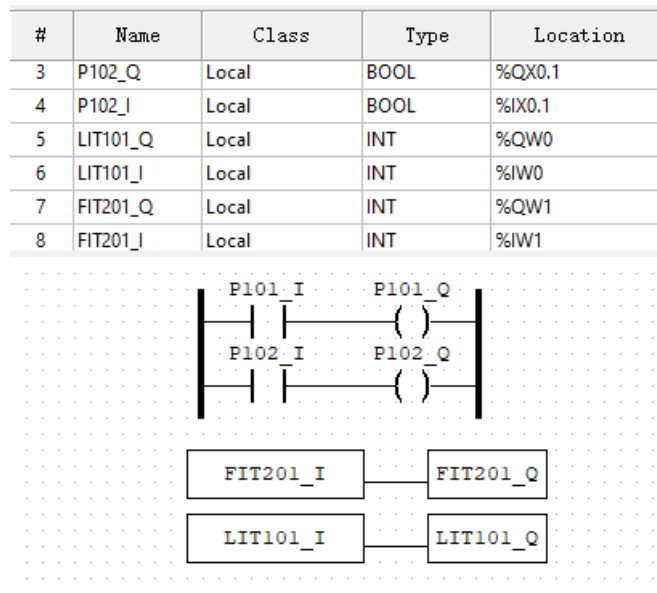 # Name Class Type Location
3 P102_Q Local BOOL %QX0.1
4 P102_I Local BOOL %IX0.1
5 LIT101_Q Local INT %QW0
6 LIT101_I Local INT %IW0
7 FIT201_Q Local INT %QW1
8 FIT201_I Local INT %IW1
P101_I P101_Q
P102_I P102_Q
FIT201_I FIT201_Q
LIT101_I LIT101_Q